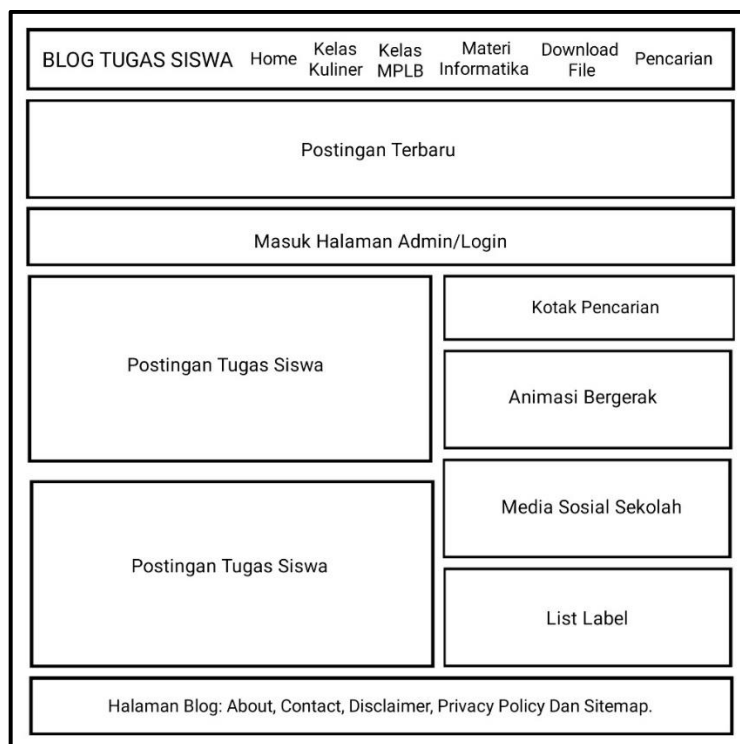 BLOG TUGAS SISWA
Home
Kelas
Kuliner
Kelas
MPLB
Materi
Informatika
Download
File
Pencarian
Postingan Terbaru
Masuk Halaman Admin/Login
Postingan Tugas Siswa
Kotak Pencarian
Animasi Bergerak
Media Sosial Sekolah
Postingan Tugas Siswa
List Label
Halaman Blog: About, Contact, Disclaimer, Privacy Policy Dan Sitemap.